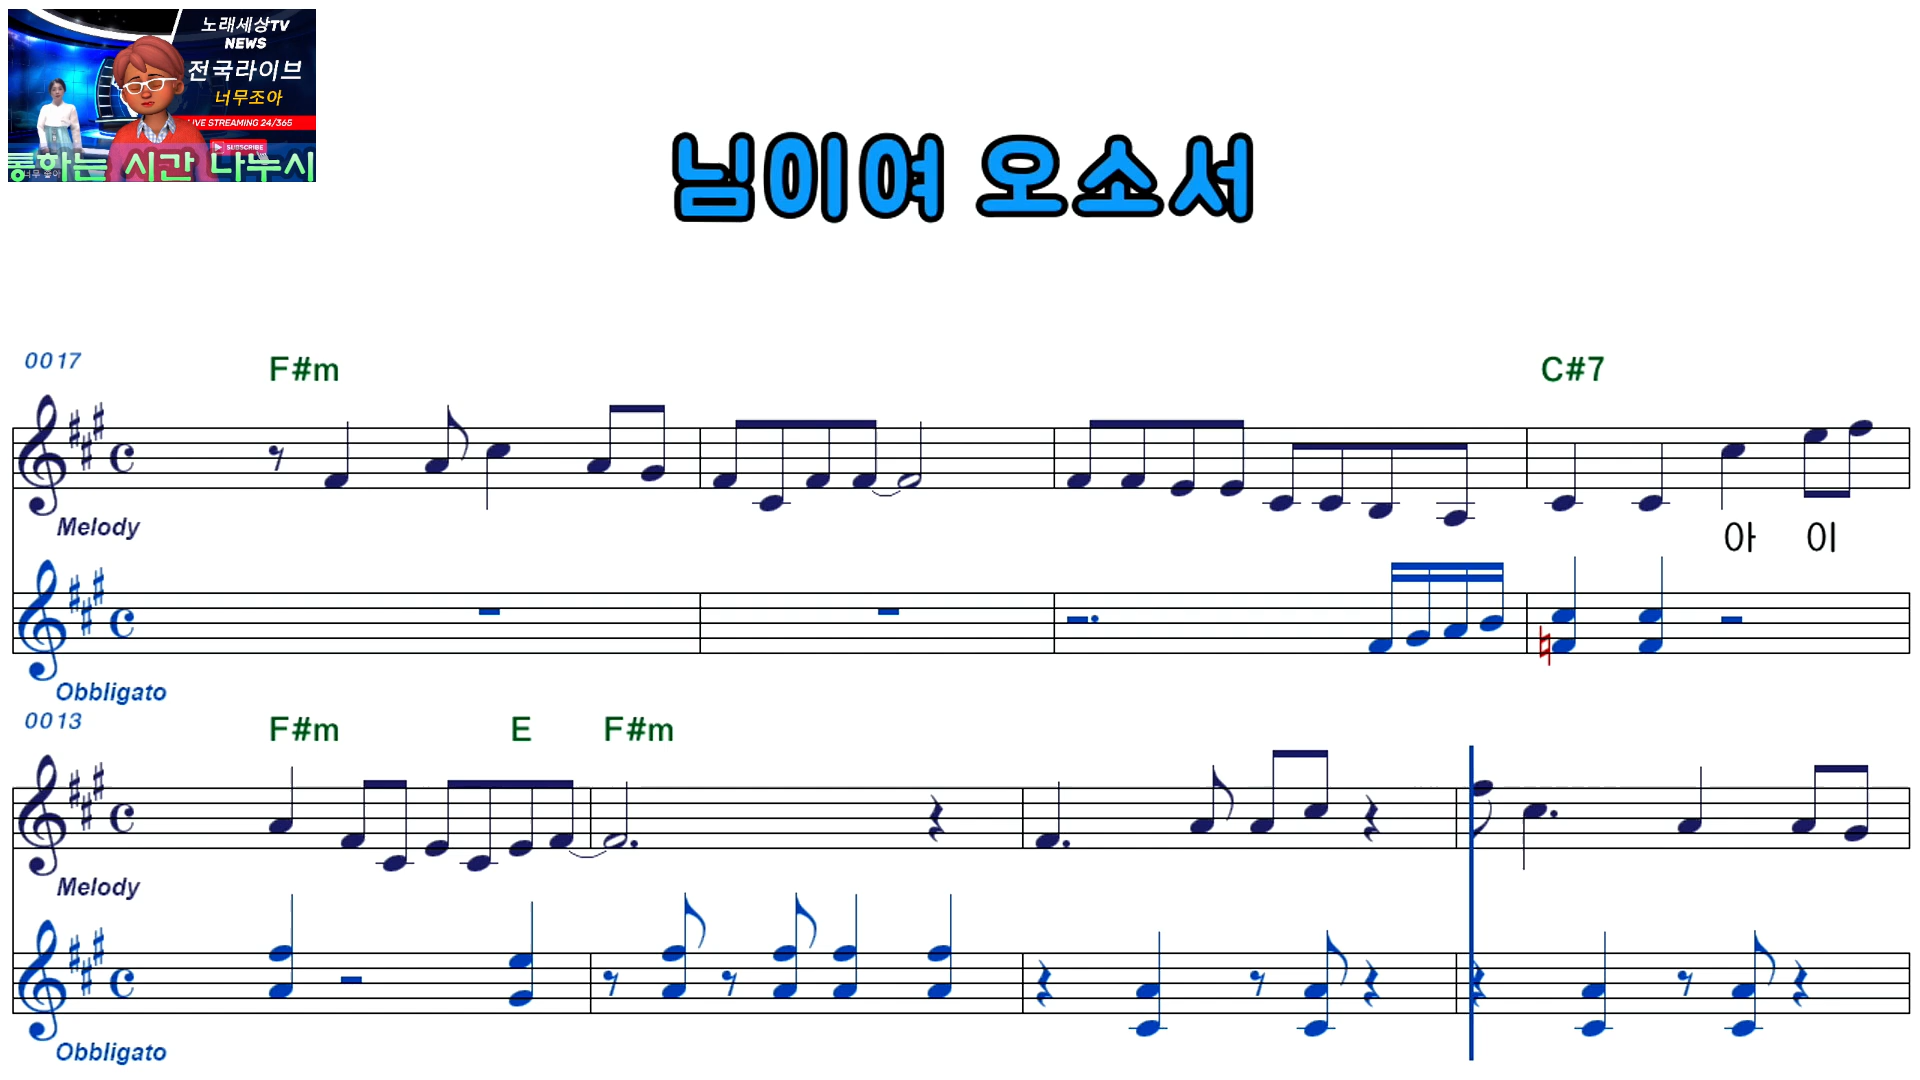 노래세상TV
NEWS
전국라이브
너무조아
LIVE STREAMING 24/365
SUBSCRIBE
통하는 시간 나누시
님이여 오소서
0017
F#m C#7
Melody
아 이
Obbligato
0013
F#m E F#m
Melody
Obbligato